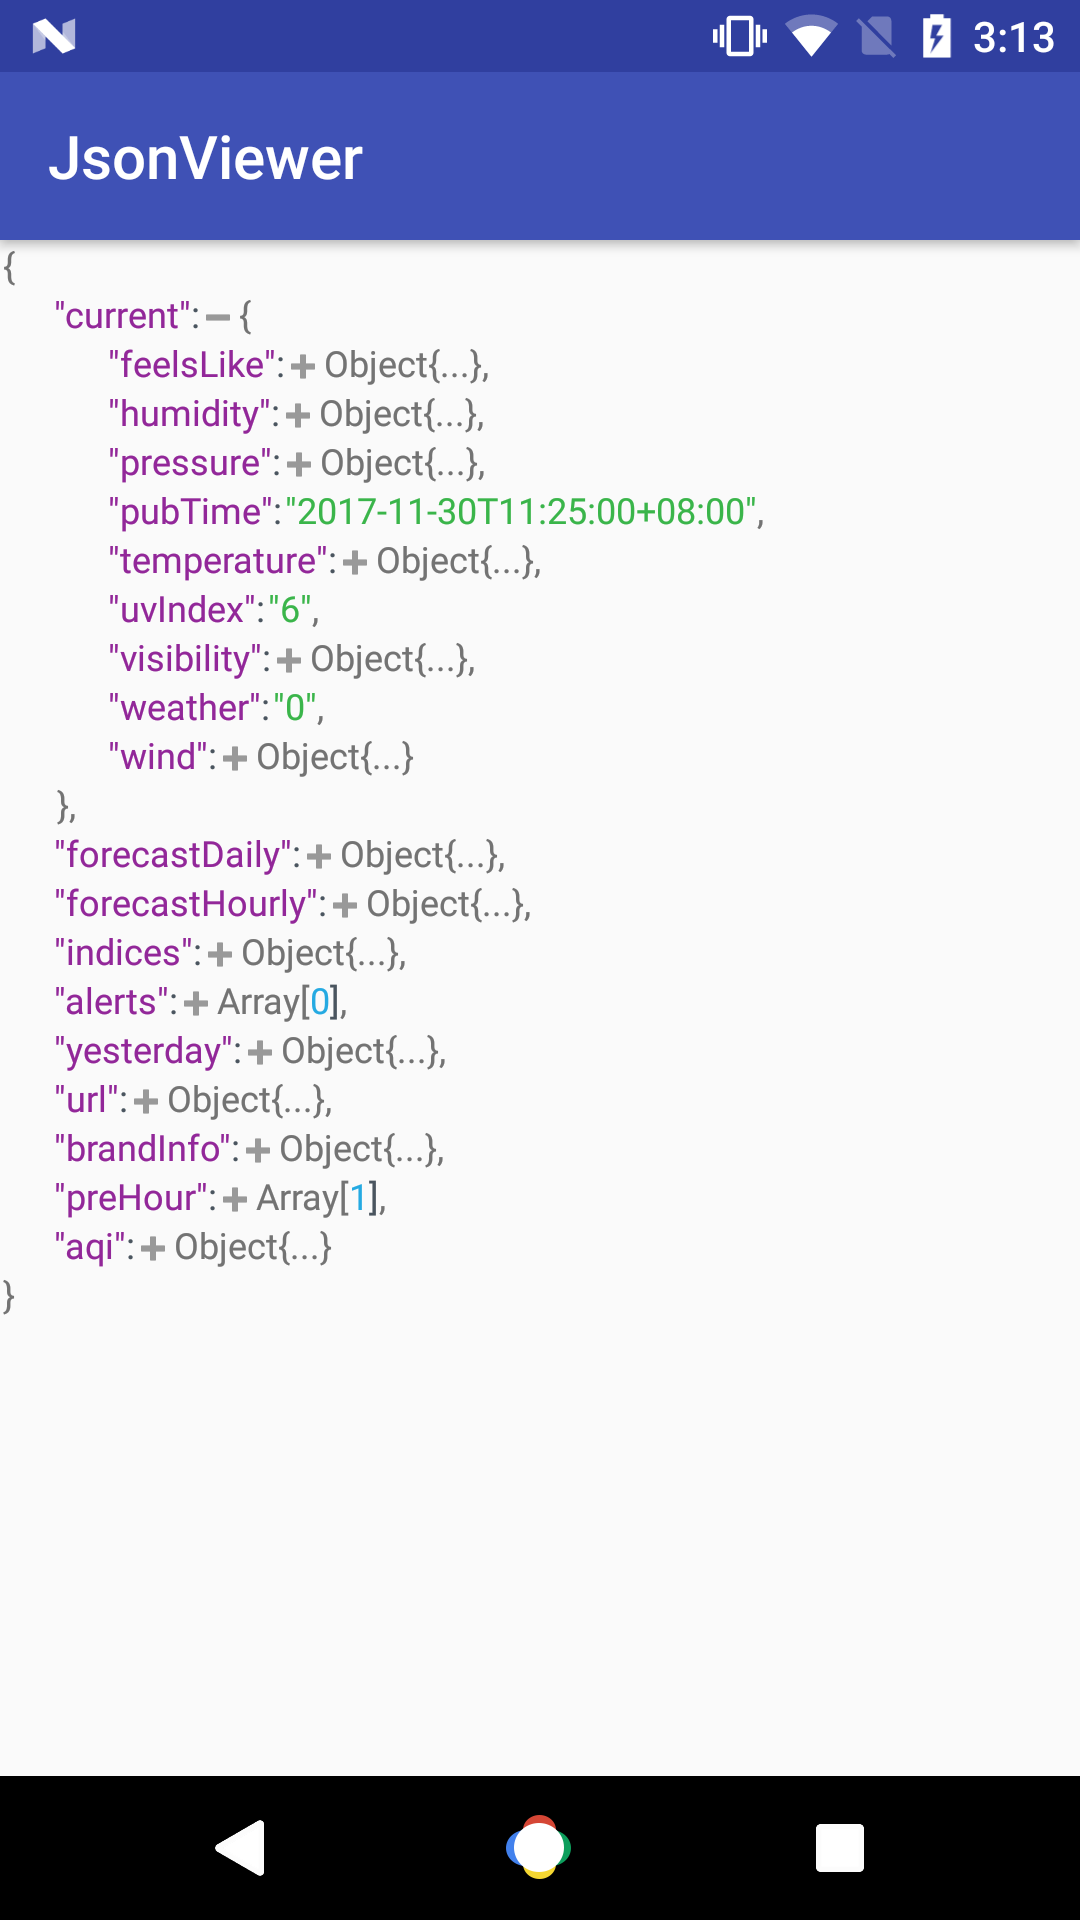 3:13
JsonViewer
{
"current": {
"feelsLike": Object{...},
"humidity": Object{...},
"pressure": Object{...},
"pubTime":"2017-11-30T11:25:00+08:00",
"temperature": Object{...},
"uvIndex":"6",
"visibility": Object{...},
"weather":"0",
"wind": Object{...}
},
"forecastDaily": Object{...},
"forecastHourly": Object{...},
"indices": Object{...},
"alerts": Array[0],
"yesterday": Object{...},
"url": Object{...},
"brandInfo": Object{...},
"preHour": Array[1],
"aqi": Object{...}
}